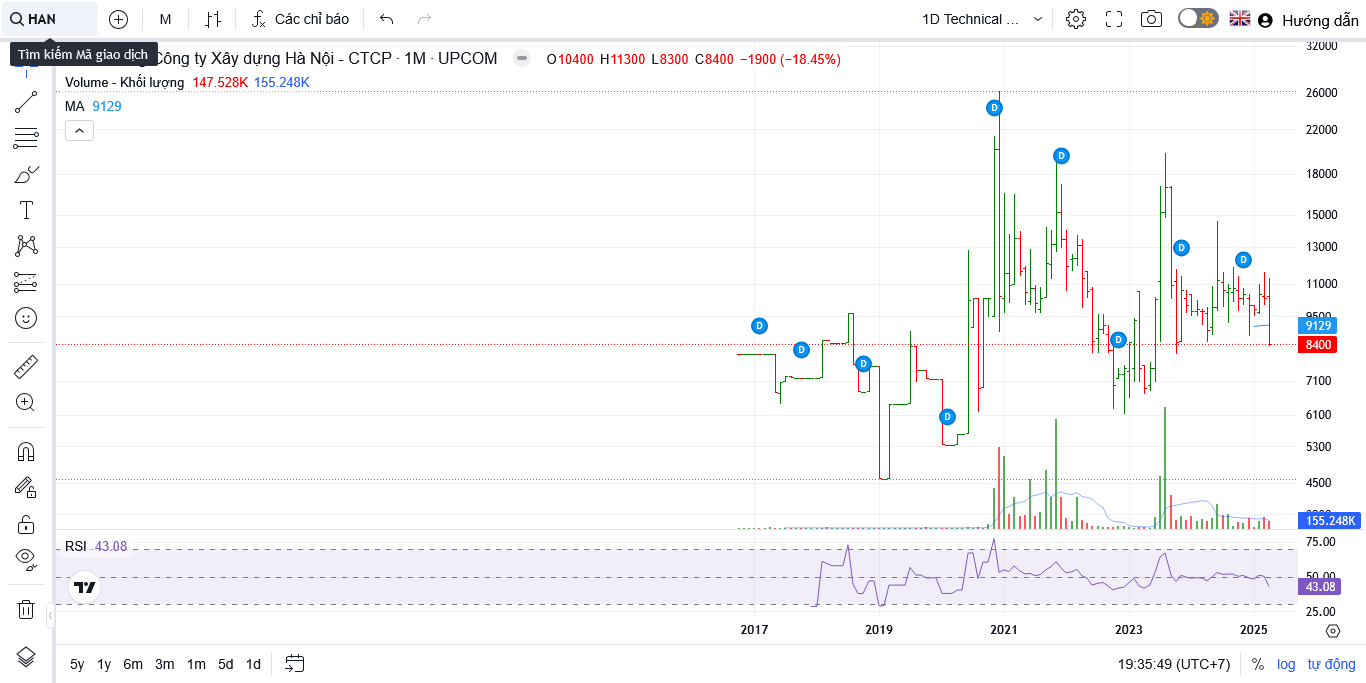 HAN
M
Các chỉ báo
1D Technical ...
Hướng dẫn
Tìm kiếm Mã giao dịch
Công ty Xây dựng Hà Nội - CTCP · 1M · UPCOM
O10400 H11300 L8300 C8400 −1900 (−18.45%)
Volume - Khối lượng 147.528K 155.248K
MA 9129
32000
26000
22000
18000
15000
13000
11000
9500
9129
8400
7100
6100
5300
4500
155.248K
D
D
D
D
D
D
D
D
D
RSI 43.08
75.00
50.00
43.08
25.00
2017 2019 2021 2023 2025
5y 1y 6m 3m 1m 5d 1d
19:35:49 (UTC+7) % log tự động